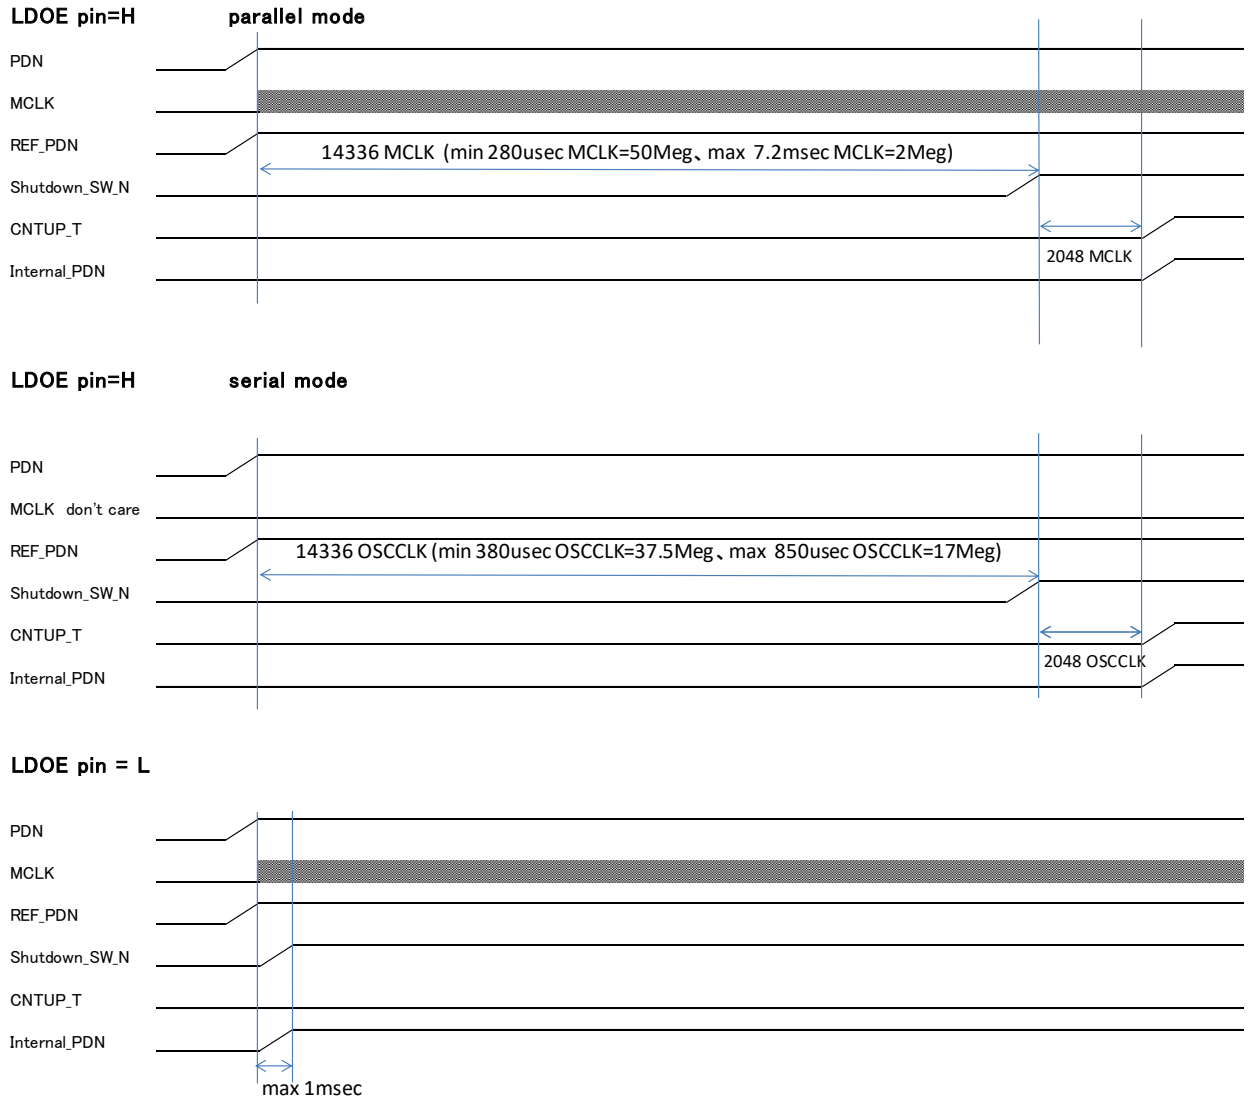 LDOE pin=H parallel mode
PDN
MCLK
REF_PDN
14336 MCLK (min 280usec MCLK=50Meg、max 7.2msec MCLK=2Meg)
Shutdown_SW_N
CNTUP_T
2048 MCLK
Internal_PDN
LDOE pin=H serial mode
PDN
MCLK don't care
REF_PDN
14336 OSCCLK (min 380usec OSCCLK=37.5Meg、max 850usec OSCCLK=17Meg)
Shutdown_SW_N
CNTUP_T
2048 OSCCLK
Internal_PDN
LDOE pin = L
PDN
MCLK
REF_PDN
Shutdown_SW_N
CNTUP_T
Internal_PDN
max 1msec